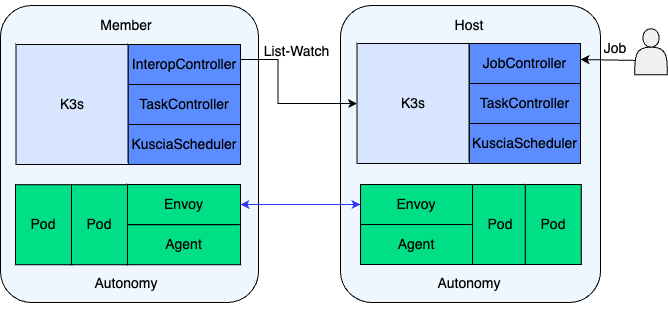 Member
InteropController
K3s
TaskController
KusciaScheduler
Pod
Pod
Envoy
Agent
Autonomy
List-Watch
Host
JobController
K3s
TaskController
KusciaScheduler
Envoy
Agent
Pod
Pod
Autonomy
Job